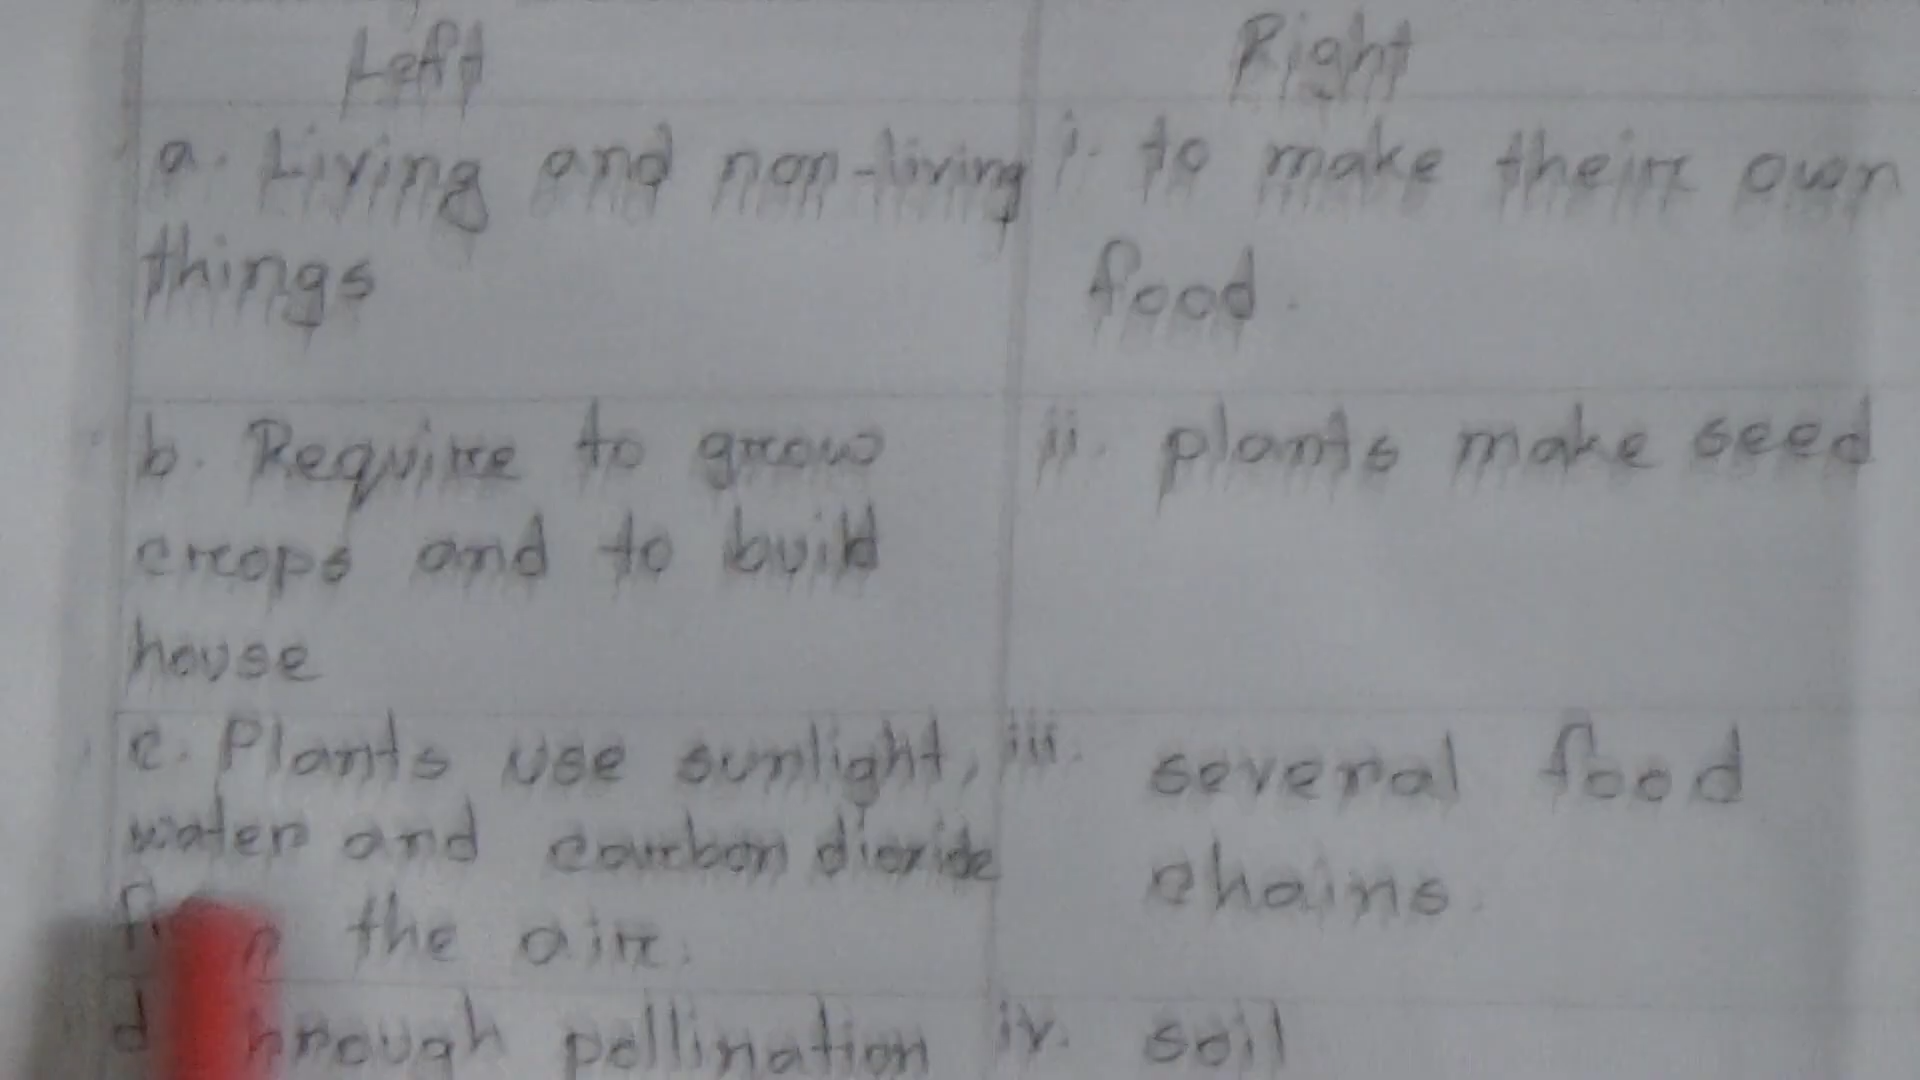 Left
Right
a. Living and non-living
things
i. to make their own
food.
b. Require to grow
crops and to build
house
ii. plants make seed
c. Plants use sunlight,
water and carbon dioxide
the air.
iii. several food
chains.
pollination
iv. soil